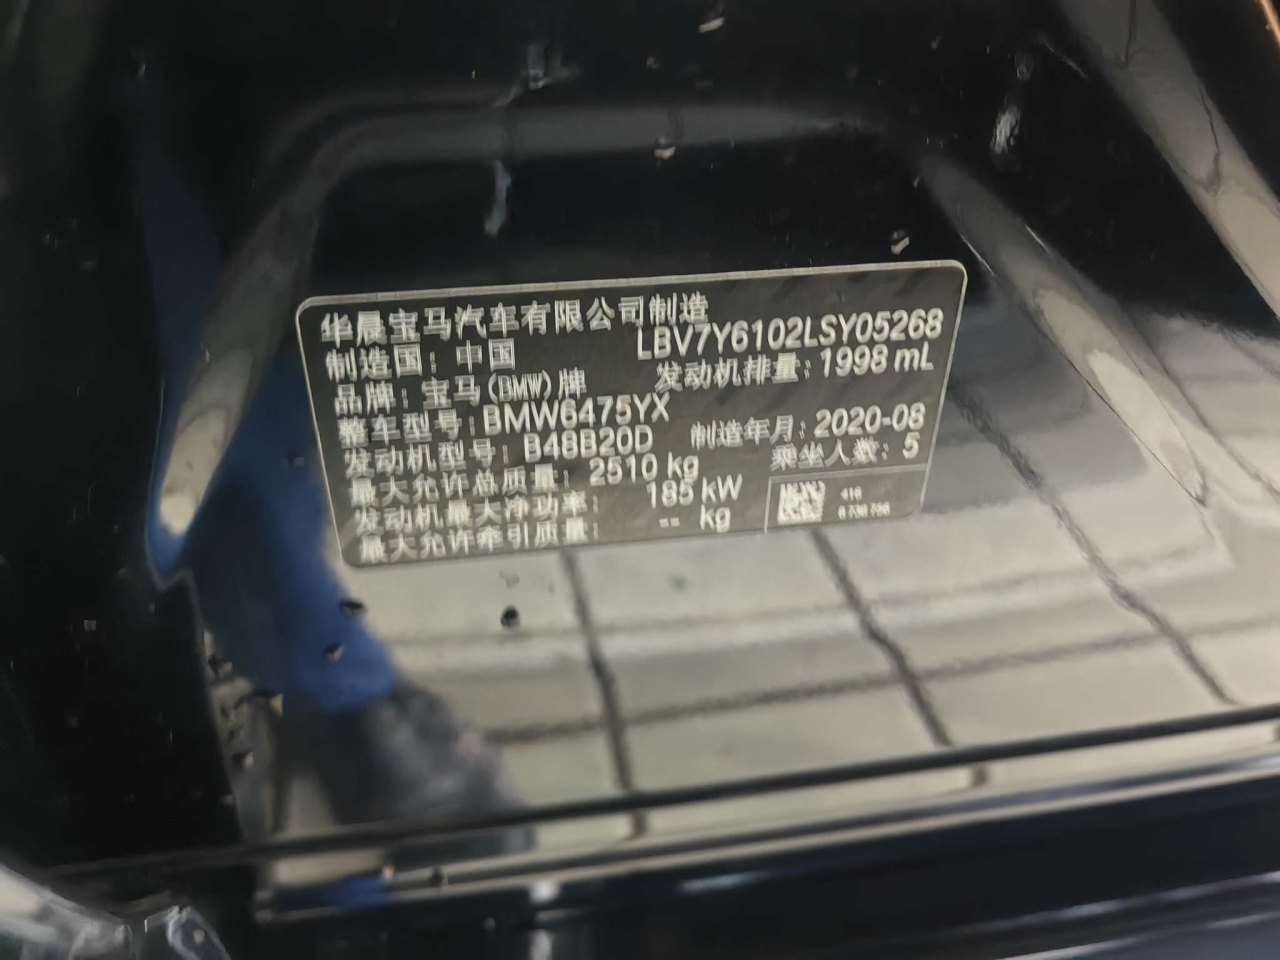 华晨宝马汽车有限公司制造
制造国：中国 LBV7Y6102LSY05268
品牌：宝马(BMW)牌 发动机排量：1998 mL
整车型号：BMW6475YX
发动机型号：B48B20D 制造年月：2020-08
最大允许总质量：2510 kg 乘坐人数：5
发动机最大净功率：185 kW
最大允许牵引质量：-- kg
416